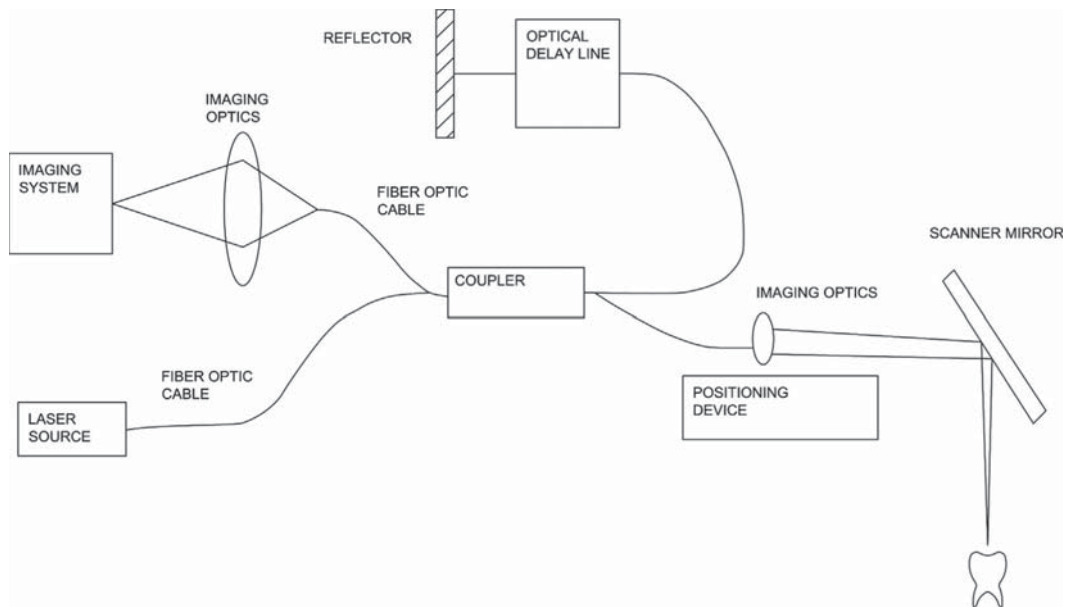 REFLECTOR
OPTICAL
DELAY LINE
IMAGING
OPTICS
IMAGING
SYSTEM
FIBER OPTIC
CABLE
SCANNER MIRROR
COUPLER
IMAGING OPTICS
FIBER OPTIC
CABLE
POSITIONING
DEVICE
LASER
SOURCE